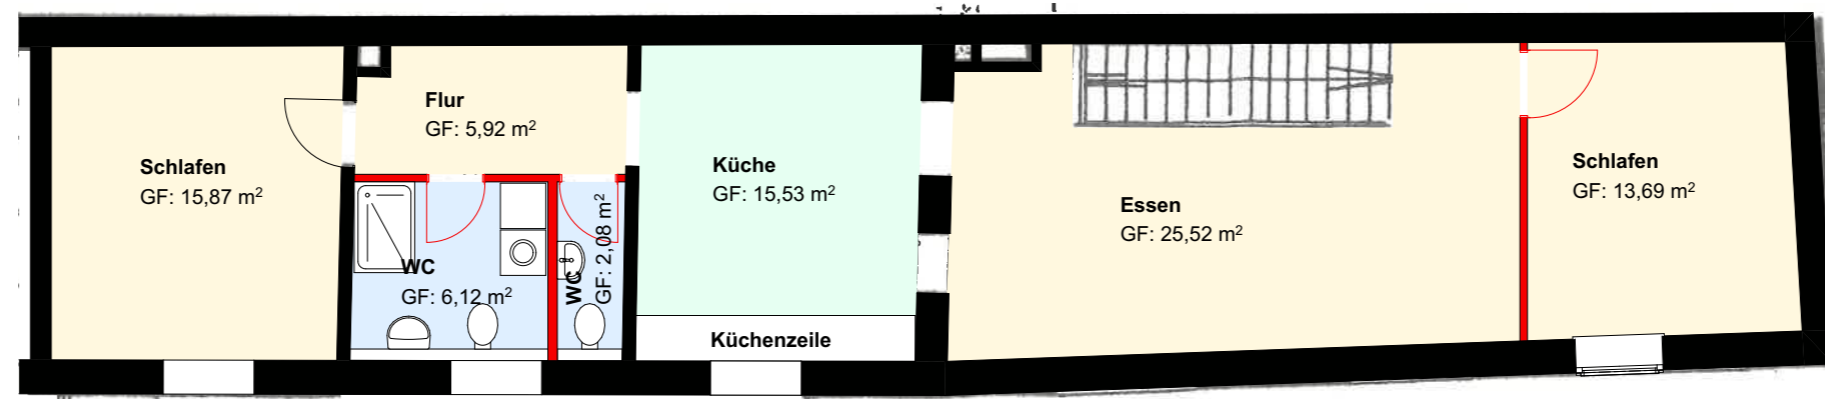 Schlafen
GF: 15,87 m²
Flur
GF: 5,92 m²
WC
GF: 6,12 m²
WC
GF: 2,08 m²
Küche
GF: 15,53 m²
Küchenzeile
Essen
GF: 25,52 m²
Schlafen
GF: 13,69 m²